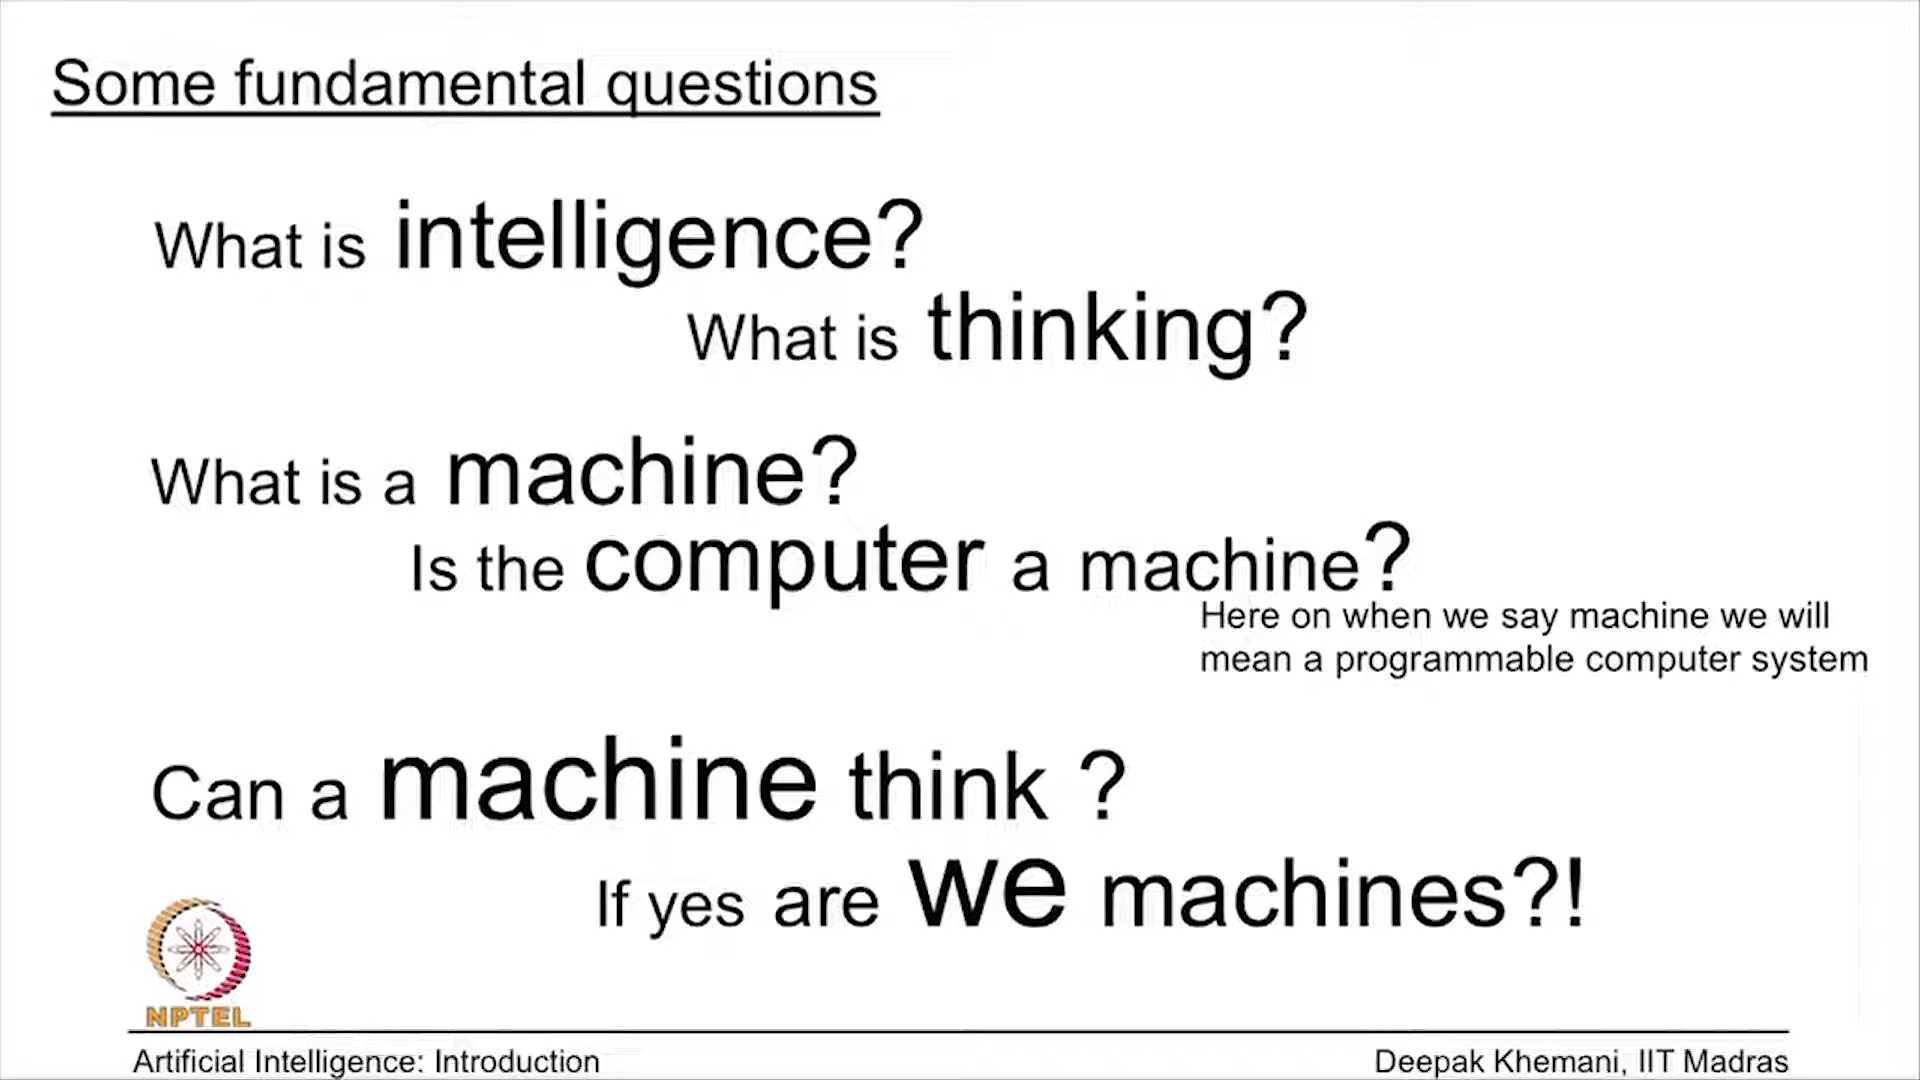 Some fundamental questions
What is intelligence?
What is thinking?
What is a machine?
Is the computer a machine?
Here on when we say machine we will
mean a programmable computer system
Can a machine think ?
If yes are we machines?!
NPTEL
Artificial Intelligence: Introduction
Deepak Khemani, IIT Madras